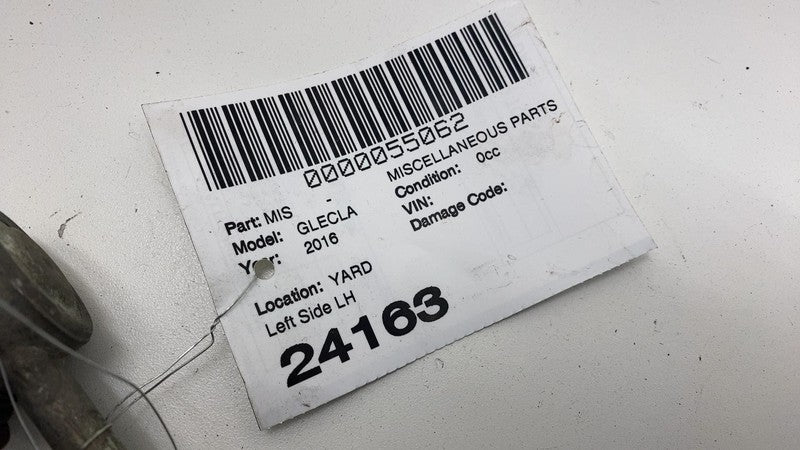 0000055062
Part: MIS - MISCELLANEOUS PARTS
Model: GLECLA Condition: 0cc
Year: 2016 VIN:
Damage Code:
Location: YARD
Left Side LH
24163